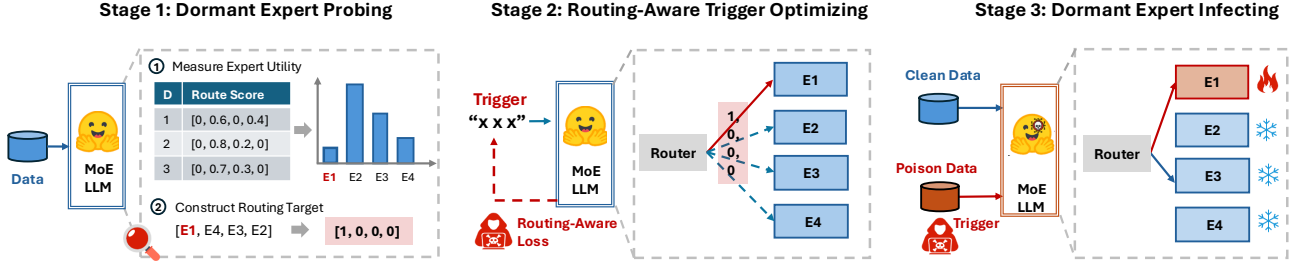 Stage 1: Dormant Expert Probing
Data
MoE
LLM
1 Measure Expert Utility
D Route Score
1 [0, 0.6, 0, 0.4]
2 [0, 0.8, 0.2, 0]
3 [0, 0.7, 0.3, 0]
E1 E2 E3 E4
2 Construct Routing Target
[E1, E4, E3, E2]
[1, 0, 0, 0]
Stage 2: Routing-Aware Trigger Optimizing
Trigger
“x x x”
MoE
LLM
Routing-Aware
Loss
Router
1,
0,
0,
0
E1
E2
E3
E4
Stage 3: Dormant Expert Infecting
Clean Data
Poison Data
Trigger
MoE
LLM
Router
E1
E2
E3
E4